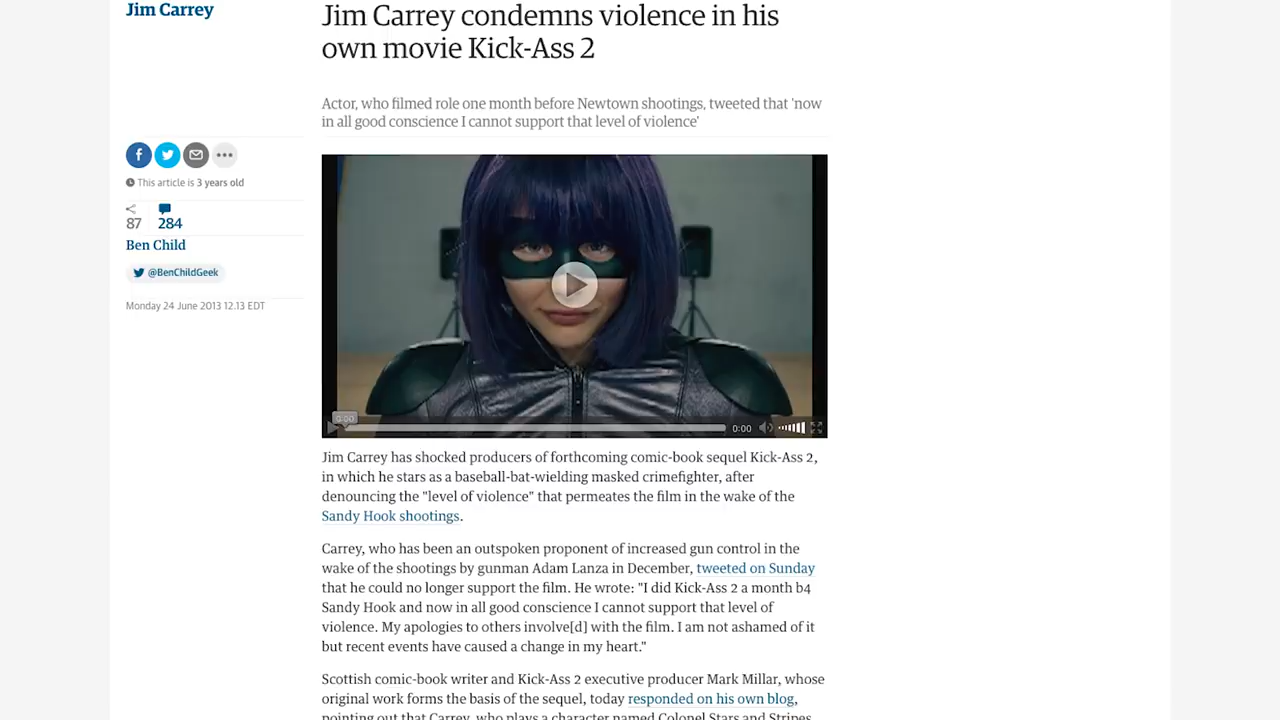 Jim Carrey
Jim Carrey condemns violence in his
own movie Kick-Ass 2
Actor, who filmed role one month before Newtown shootings, tweeted that 'now
in all good conscience I cannot support that level of violence'
This article is 3 years old
87 284
Ben Child
@BenChildGeek
Monday 24 June 2013 12.13 EDT
0:00
0:00
Jim Carrey has shocked producers of forthcoming comic-book sequel Kick-Ass 2,
in which he stars as a baseball-bat-wielding masked crimefighter, after
denouncing the "level of violence" that permeates the film in the wake of the
Sandy Hook shootings.
Carrey, who has been an outspoken proponent of increased gun control in the
wake of the shootings by gunman Adam Lanza in December, tweeted on Sunday
that he could no longer support the film. He wrote: "I did Kick-Ass 2 a month b4
Sandy Hook and now in all good conscience I cannot support that level of
violence. My apologies to others involve[d] with the film. I am not ashamed of it
but recent events have caused a change in my heart."
Scottish comic-book writer and Kick-Ass 2 executive producer Mark Millar, whose
original work forms the basis of the sequel, today responded on his own blog,
pointing out that Carrey, who plays a character named Colonel Stars and Stripes